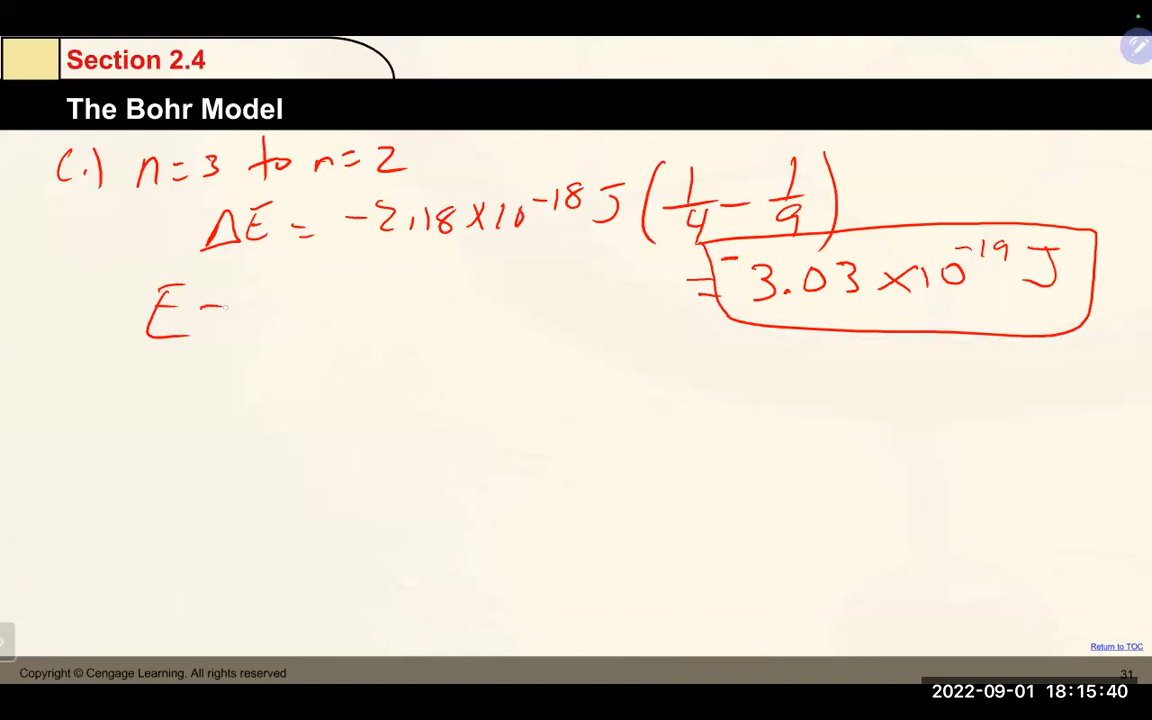 Section 2.4
The Bohr Model
C.) n=3 to n=2
ΔE = -2.18×10⁻¹⁸ J (1/4 - 1/9)
= -3.03 ×10⁻¹⁹ J
E -
Return to TOC
Copyright © Cengage Learning. All rights reserved
31
2022-09-01 18:15:40